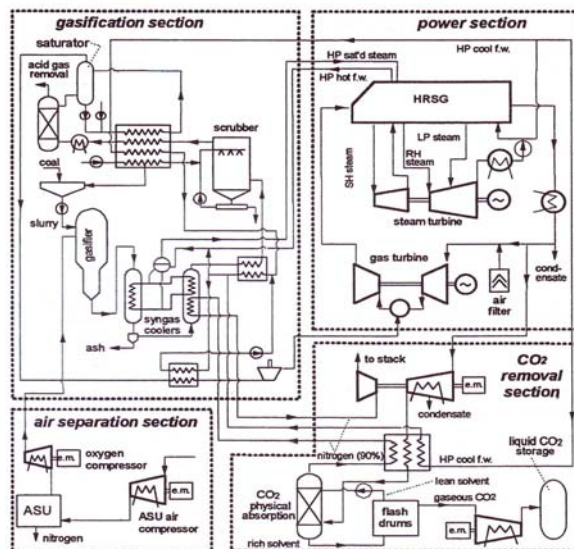 gasification section
saturator
acid gas
removal
coal
slurry
gasifier
scrubber
syngas
coolers
ash
power section
HP sat'd steam
HP hot f.w.
HP cool f.w.
HRSG
LP steam
RH
steam
SH steam
steam turbine
gas turbine
air
filter
cond-
ensate
CO2
removal
section
to stack
e.m.
condensate
nitrogen (90%)
HP cool f.w.
liquid CO2
storage
lean solvent
CO2
physical
absorption
flash
drums
gaseous CO2
e.m.
rich solvent
air separation section
oxygen
compressor
e.m.
ASU
nitrogen
e.m.
ASU air
compressor